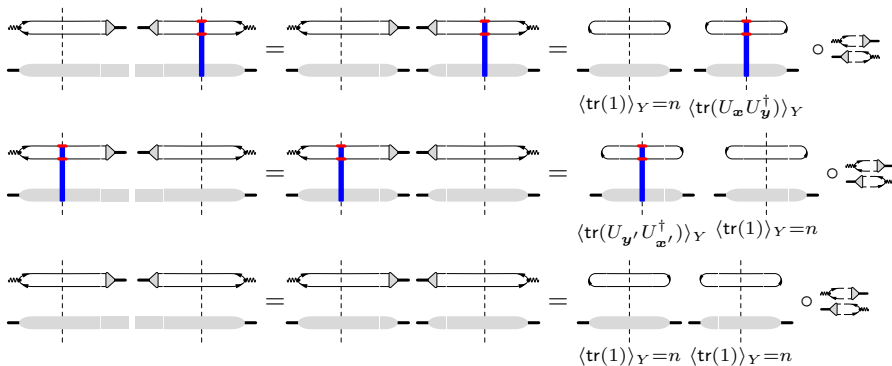 = = ∘
⟨tr(1)⟩_Y = n ⟨tr(U_x U_y^†)⟩_Y
= = ∘
⟨tr(U_{y′} U_{x′}^†)⟩_Y ⟨tr(1)⟩_Y = n
= = ∘
⟨tr(1)⟩_Y = n ⟨tr(1)⟩_Y = n